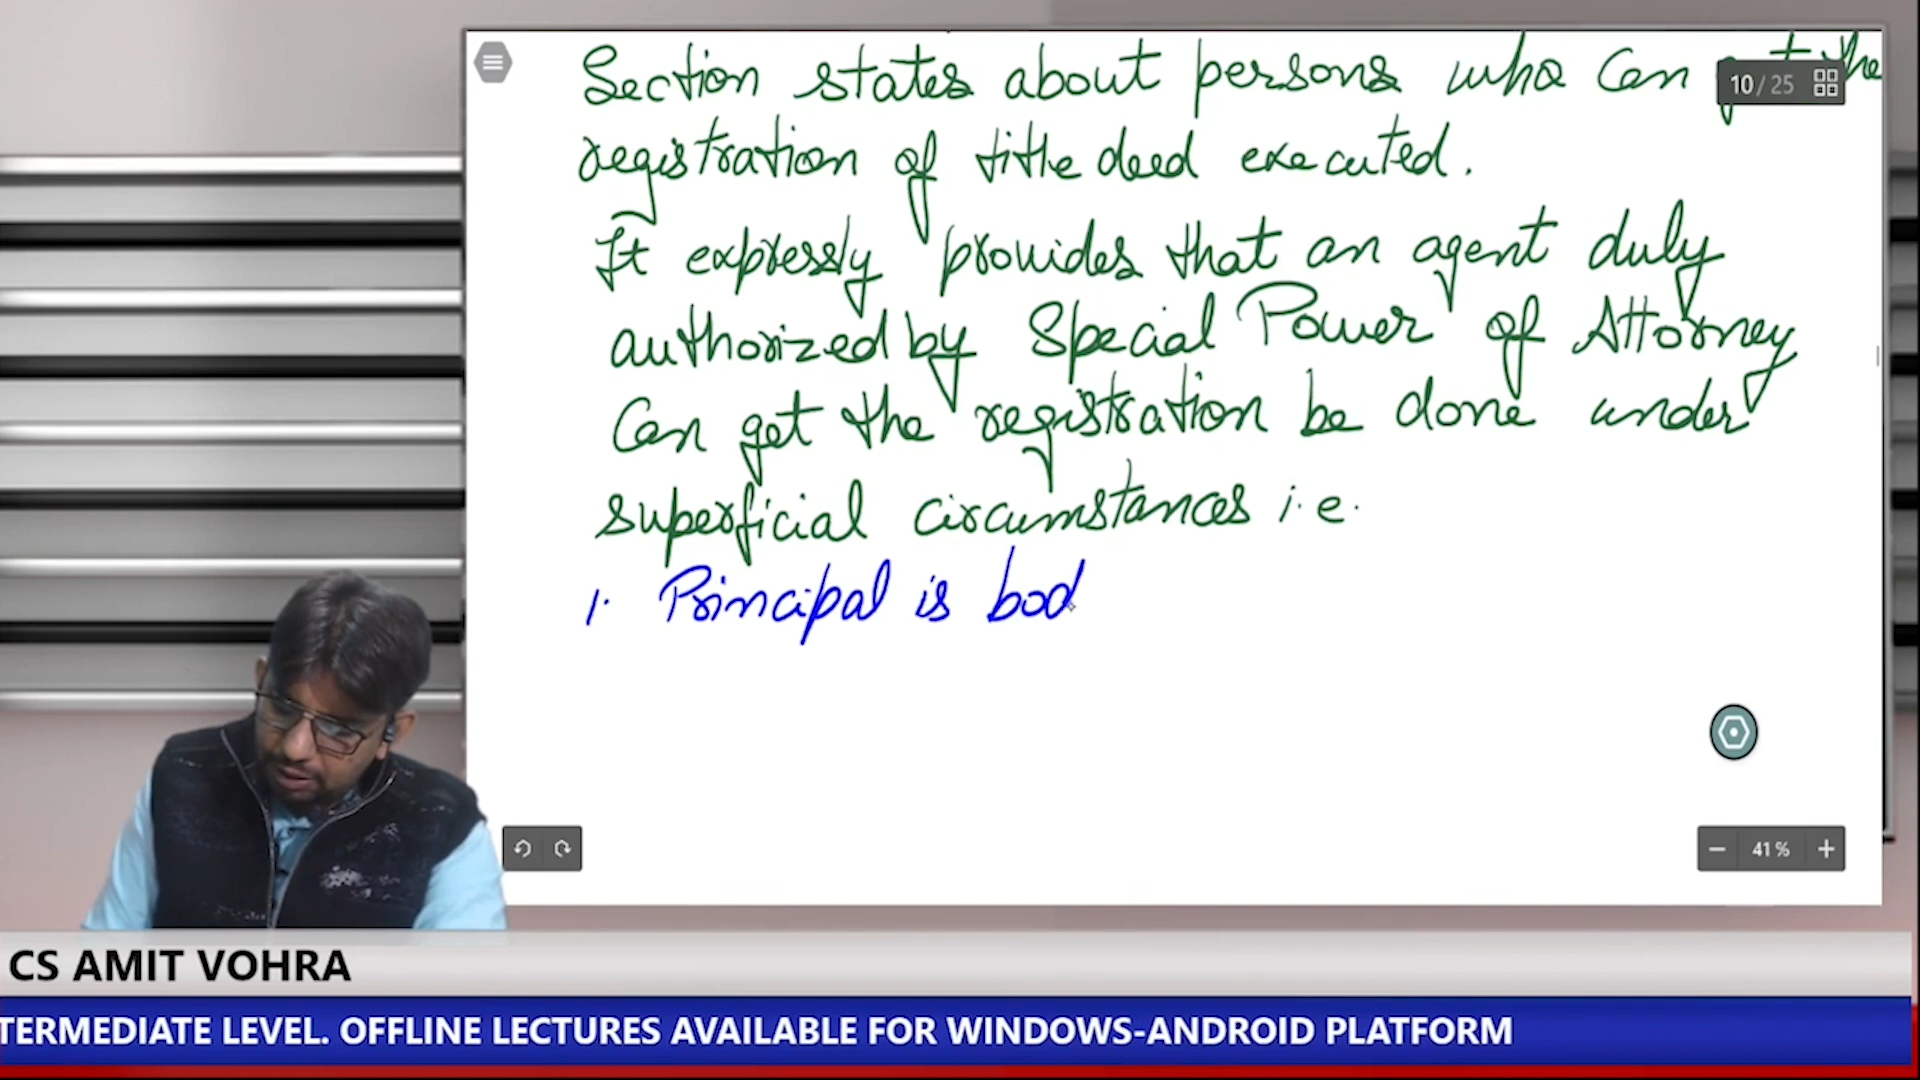 Section states about persons who can get the
10 / 25
registration of title deed executed.
It expressly provides that an agent duly
authorized by Special Power of Attorney
Can get the registration be done under
superficial circumstances i.e.
1. Principal is bod
41 %
CS AMIT VOHRA
TERMEDIATE LEVEL. OFFLINE LECTURES AVAILABLE FOR WINDOWS-ANDROID PLATFORM